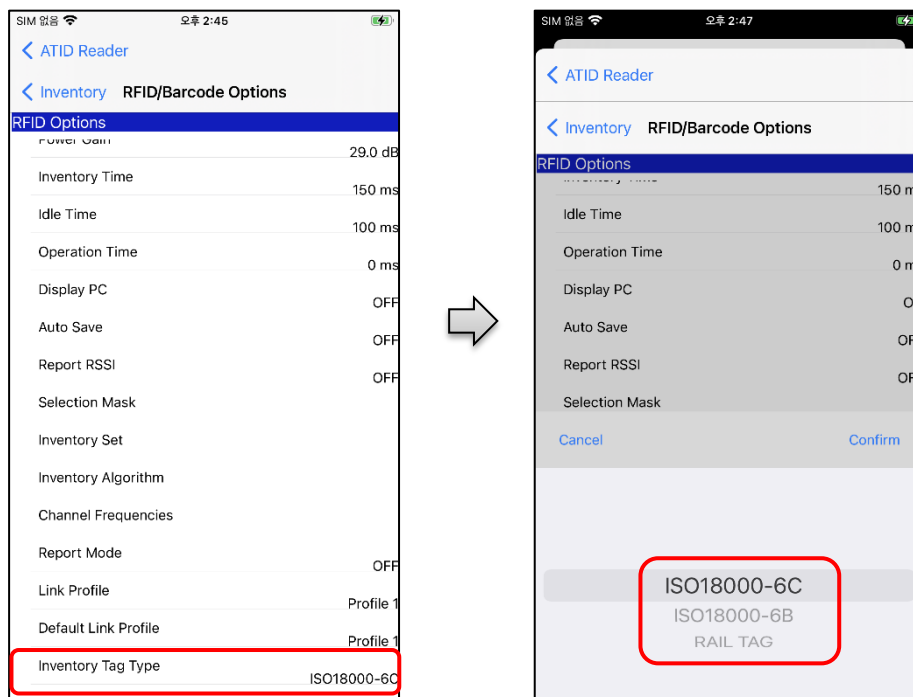 SIM 없음 오후 2:45
ATID Reader
Inventory RFID/Barcode Options
RFID Options
Power Gain
29.0 dB
Inventory Time
150 ms
Idle Time
100 ms
Operation Time
0 ms
Display PC
OFF
Auto Save
OFF
Report RSSI
OFF
Selection Mask
Inventory Set
Inventory Algorithm
Channel Frequencies
Report Mode
OFF
Link Profile
Profile 1
Default Link Profile
Profile 1
Inventory Tag Type
ISO18000-6C
SIM 없음 오후 2:47
ATID Reader
Inventory RFID/Barcode Options
RFID Options
150 m
Idle Time
100 m
Operation Time
0 m
Display PC
O
Auto Save
OF
Report RSSI
OF
Selection Mask
Cancel Confirm
ISO18000-6C
ISO18000-6B
RAIL TAG